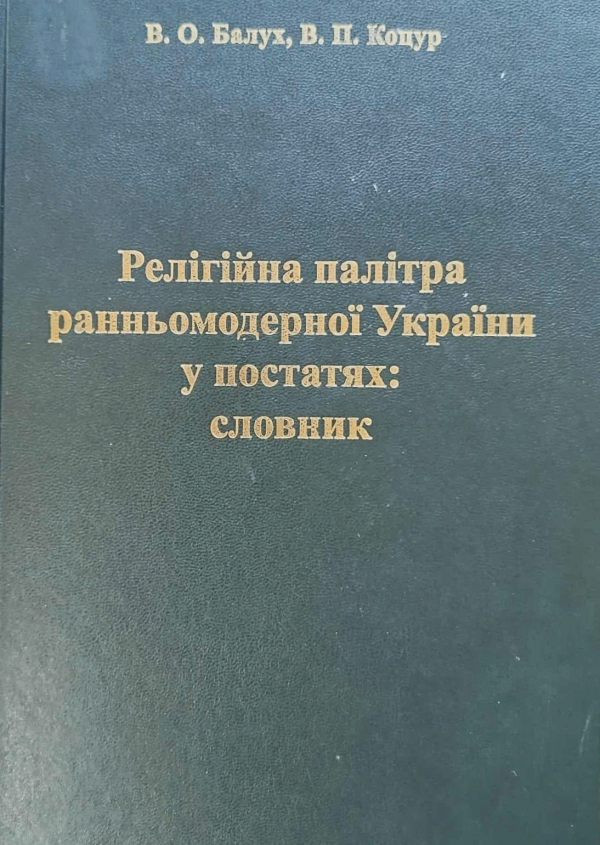 В. О. Балух, В. П. Коцур
Релігійна палітра
ранньомодерної України
у постатях:
словник